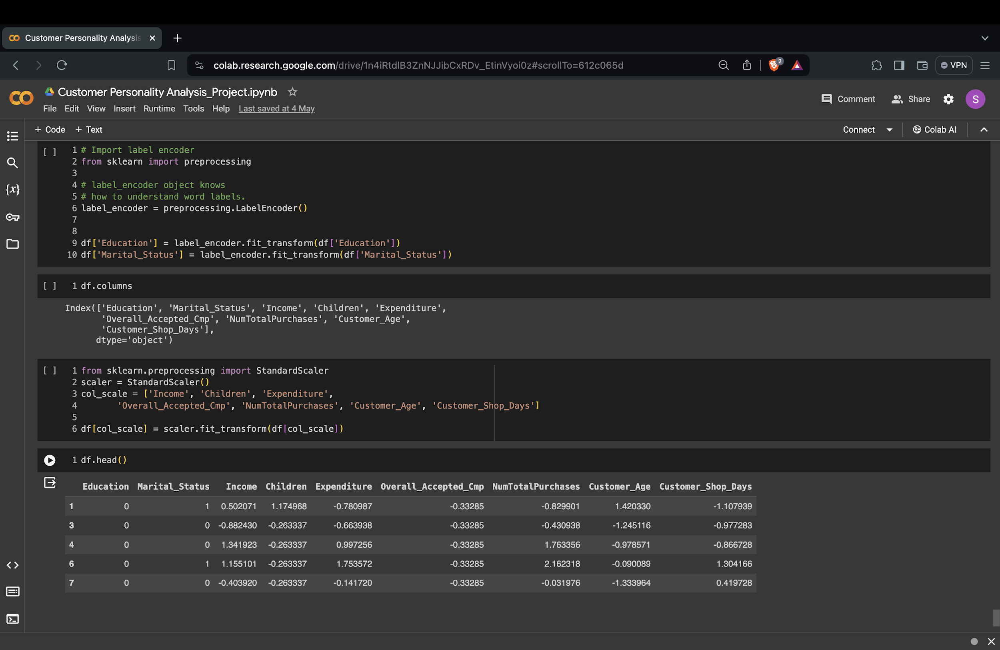 Customer Personality Analysis
colab.research.google.com/drive/1n4iRtdIB3ZnNJJibCxRDv_EtinVyoi0z#scrollTo=612c065d
2
VPN
Customer Personality Analysis_Project.ipynb
Comment
Share
S
File Edit View Insert Runtime Tools Help Last saved at 4 May
+ Code + Text
Connect
Colab AI
[ ] 1 # Import label encoder
2 from sklearn import preprocessing
3
4 # label_encoder object knows
5 # how to understand word labels.
6 label_encoder = preprocessing.LabelEncoder()
7
8
9 df['Education'] = label_encoder.fit_transform(df['Education'])
10 df['Marital_Status'] = label_encoder.fit_transform(df['Marital_Status'])
[ ] 1 df.columns
Index(['Education', 'Marital_Status', 'Income', 'Children', 'Expenditure',
'Overall_Accepted_Cmp', 'NumTotalPurchases', 'Customer_Age',
'Customer_Shop_Days'],
dtype='object')
[ ] 1 from sklearn.preprocessing import StandardScaler
2 scaler = StandardScaler()
3 col_scale = ['Income', 'Children', 'Expenditure',
4 'Overall_Accepted_Cmp', 'NumTotalPurchases', 'Customer_Age', 'Customer_Shop_Days']
5
6 df[col_scale] = scaler.fit_transform(df[col_scale])
1 df.head()
Education Marital_Status Income Children Expenditure Overall_Accepted_Cmp NumTotalPurchases Customer_Age Customer_Shop_Days
1 0 1 0.502071 1.174968 -0.780987 -0.33285 -0.829901 1.420330 -1.107939
3 0 0 -0.882430 -0.263337 -0.663938 -0.33285 -0.430938 -1.245116 -0.977283
4 0 0 1.341923 -0.263337 0.997256 -0.33285 1.763356 -0.978571 -0.866728
6 0 1 1.155101 -0.263337 1.753572 -0.33285 2.162318 -0.090089 1.304166
7 0 0 -0.403920 -0.263337 -0.141720 -0.33285 -0.031976 -1.333964 0.419728